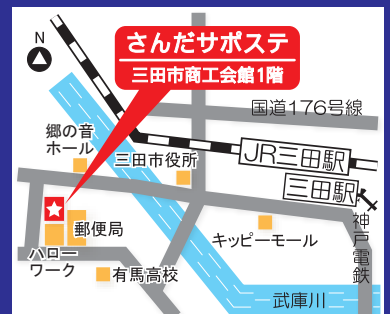 N
さんだサポステ
三田市商工会館1階
国道176号線
郷の音
ホール
三田市役所
JR三田駅
三田駅
神戸電鉄
郵便局
キッピーモール
ハロー
ワーク
有馬高校
武庫川